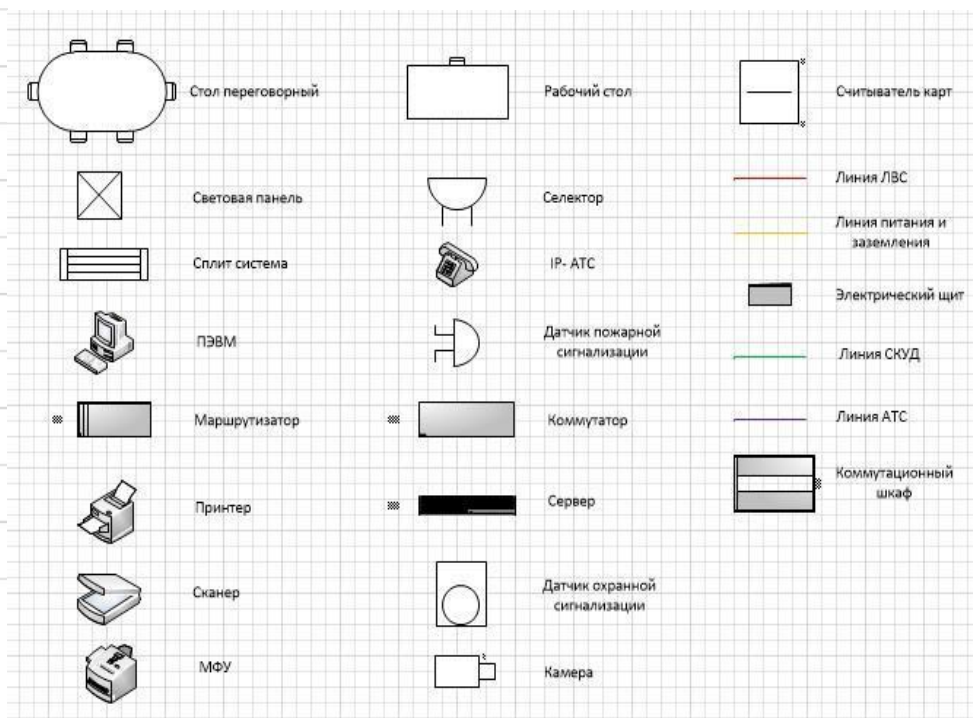 Стол переговорный
Рабочий стол
Считыватель карт
Световая панель
Селектор
Линия ЛВС
Линия питания и
заземления
Сплит система
IP- АТС
Электрический щит
ПЭВМ
Датчик пожарной
сигнализации
Линия СКУД
Маршрутизатор
Коммутатор
Линия АТС
Коммутационный
шкаф
Принтер
Сервер
Сканер
Датчик охранной
сигнализации
МФУ
Камера